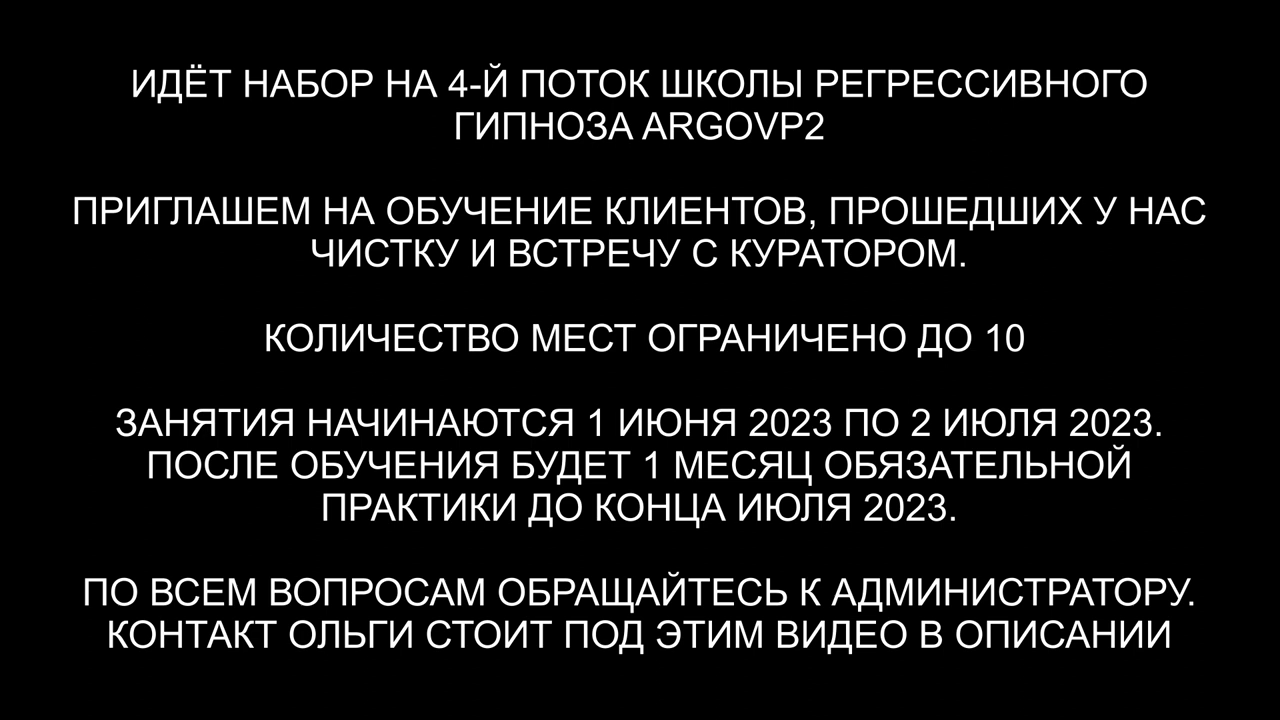 ИДЁТ НАБОР НА 4-Й ПОТОК ШКОЛЫ РЕГРЕССИВНОГО
ГИПНОЗА ARGOVP2
ПРИГЛАШЕМ НА ОБУЧЕНИЕ КЛИЕНТОВ, ПРОШЕДШИХ У НАС
ЧИСТКУ И ВСТРЕЧУ С КУРАТОРОМ.
КОЛИЧЕСТВО МЕСТ ОГРАНИЧЕНО ДО 10
ЗАНЯТИЯ НАЧИНАЮТСЯ 1 ИЮНЯ 2023 ПО 2 ИЮЛЯ 2023.
ПОСЛЕ ОБУЧЕНИЯ БУДЕТ 1 МЕСЯЦ ОБЯЗАТЕЛЬНОЙ
ПРАКТИКИ ДО КОНЦА ИЮЛЯ 2023.
ПО ВСЕМ ВОПРОСАМ ОБРАЩАЙТЕСЬ К АДМИНИСТРАТОРУ.
КОНТАКТ ОЛЬГИ СТОИТ ПОД ЭТИМ ВИДЕО В ОПИСАНИИ